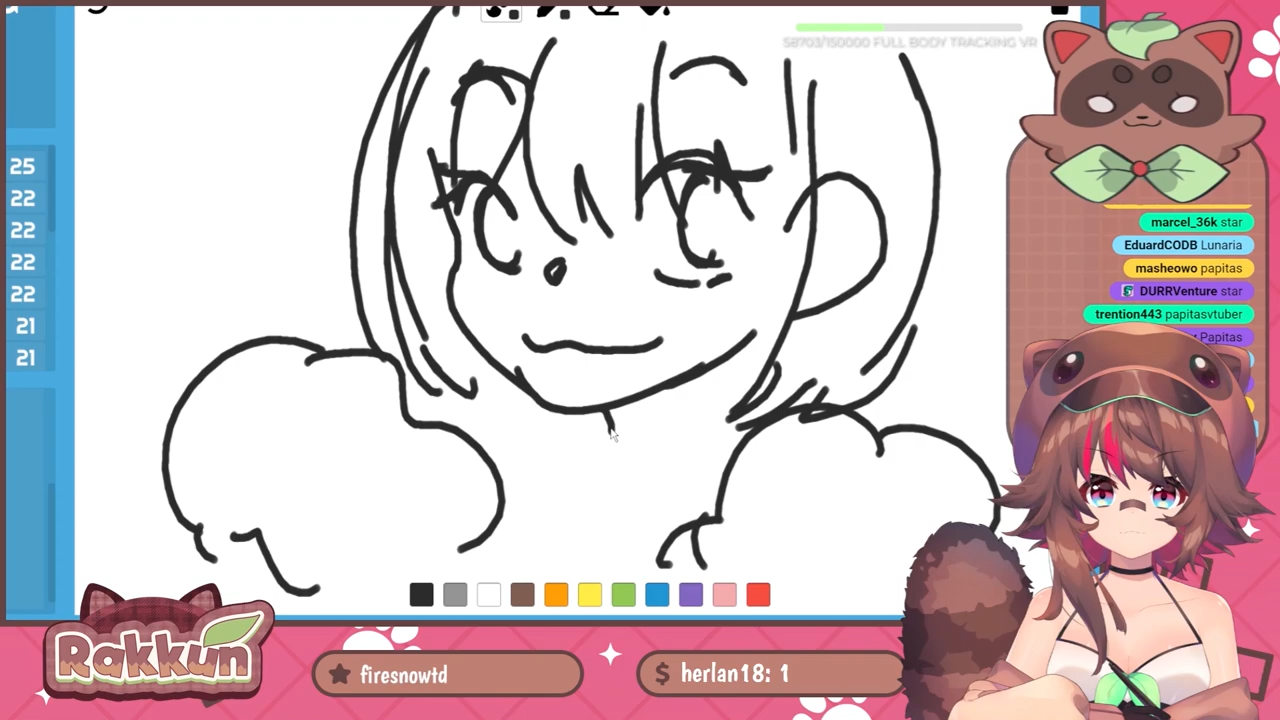 58703/150000 FULL BODY TRACKING VR
25
22
22
22
22
21
21
marcel_36k star
EduardCODB Lunaria
masheowo papitas
DURRVenture star
trention443 papitasvtuber
Papitas
Rakkun
firesnowtd
herlan18: 1